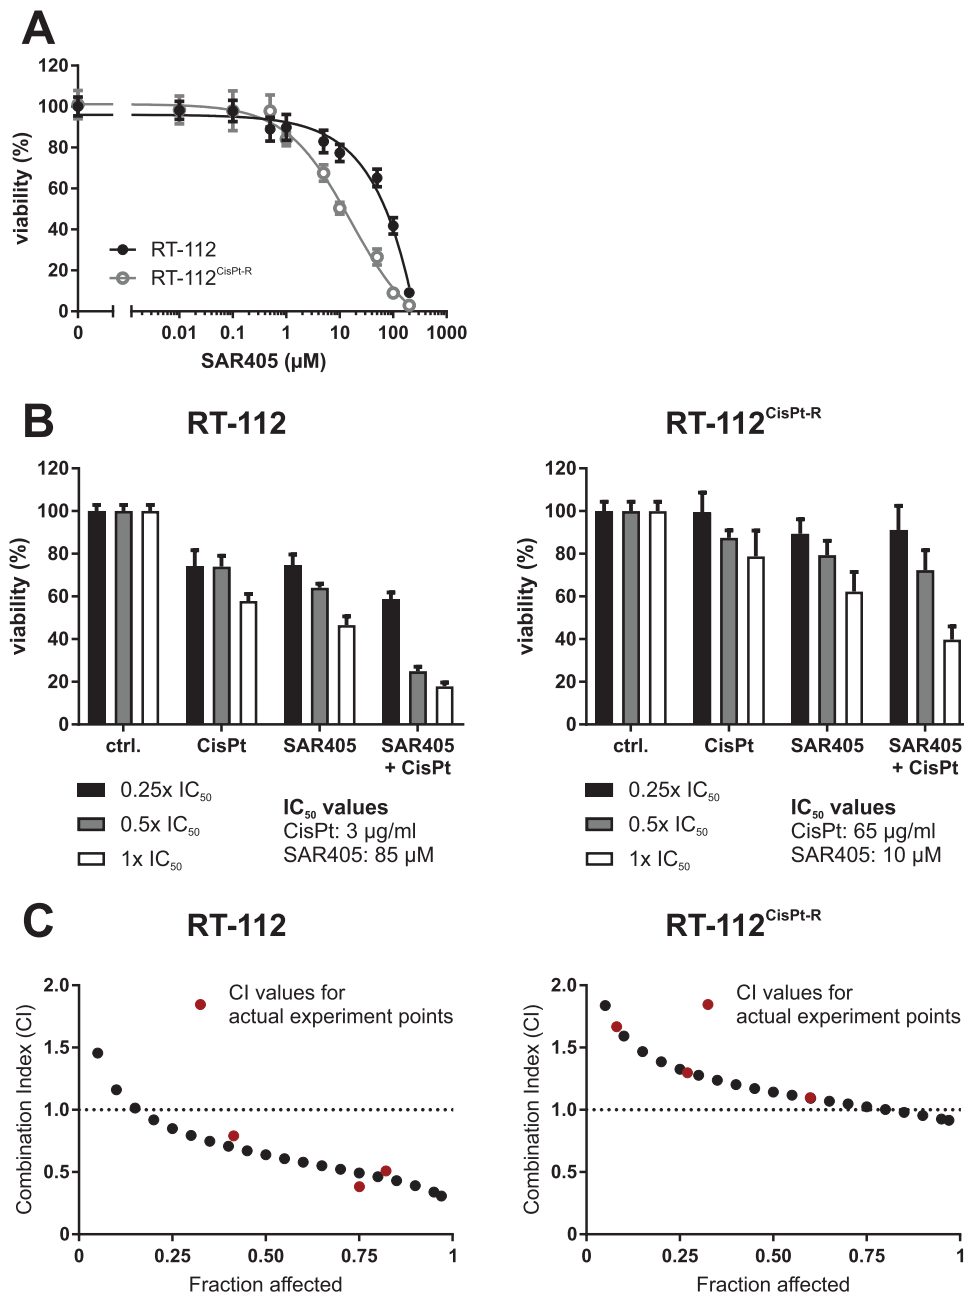 A
120
100
80
60
40
20
0
viability (%)
RT-112
RT-112CisPt-R
0 0.01 0.1 1 10 100 1000
SAR405 (µM)
B
RT-112
120
100
80
60
40
20
0
viability (%)
ctrl. CisPt SAR405 SAR405
+ CisPt
0.25x IC50
0.5x IC50
1x IC50
IC50 values
CisPt: 3 µg/ml
SAR405: 85 µM
RT-112CisPt-R
120
100
80
60
40
20
0
viability (%)
ctrl. CisPt SAR405 SAR405
+ CisPt
0.25x IC50
0.5x IC50
1x IC50
IC50 values
CisPt: 65 µg/ml
SAR405: 10 µM
C
RT-112
2.0
1.5
1.0
0.5
0
Combination Index (CI)
CI values for
actual experiment points
0 0.25 0.5 0.75 1
Fraction affected
RT-112CisPt-R
2.0
1.5
1.0
0.5
0
Combination Index (CI)
CI values for
actual experiment points
0 0.25 0.50 0.75 1
Fraction affected